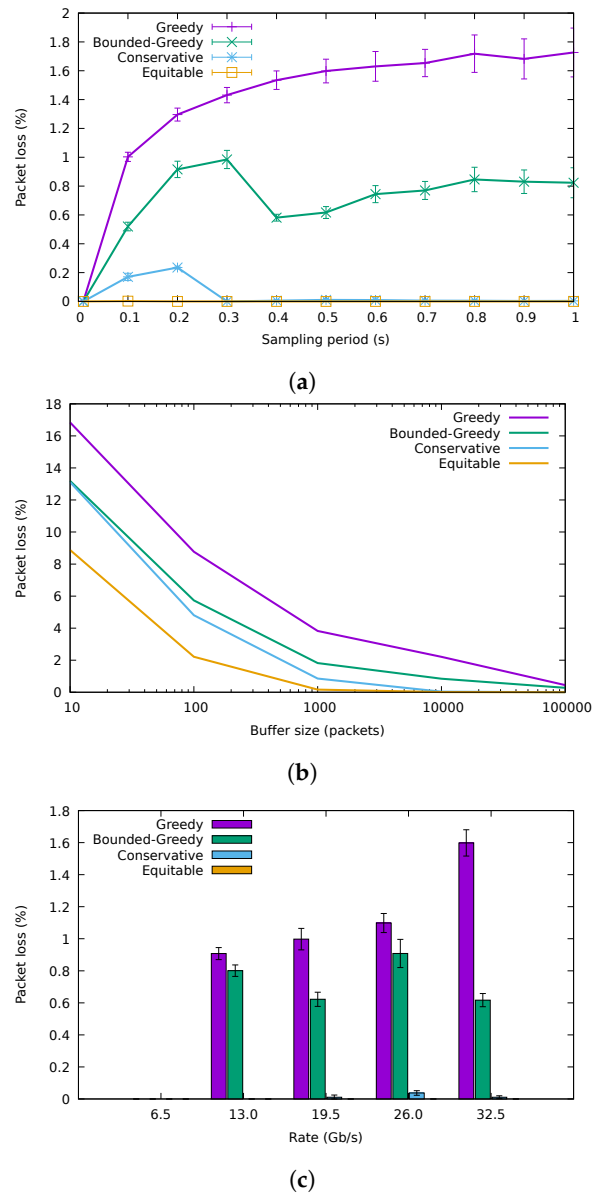 2
1.8
1.6
1.4
1.2
1
0.8
0.6
0.4
0.2
0
Packet loss (%)
Greedy
Bounded-Greedy
Conservative
Equitable
0 0.1 0.2 0.3 0.4 0.5 0.6 0.7 0.8 0.9 1
Sampling period (s)
(a)
18
16
14
12
10
8
6
4
2
0
Packet loss (%)
Greedy
Bounded-Greedy
Conservative
Equitable
10 100 1000 10000 100000
Buffer size (packets)
(b)
1.8
1.6
1.4
1.2
1
0.8
0.6
0.4
0.2
0
Packet loss (%)
Greedy
Bounded-Greedy
Conservative
Equitable
6.5 13.0 19.5 26.0 32.5
Rate (Gb/s)
(c)